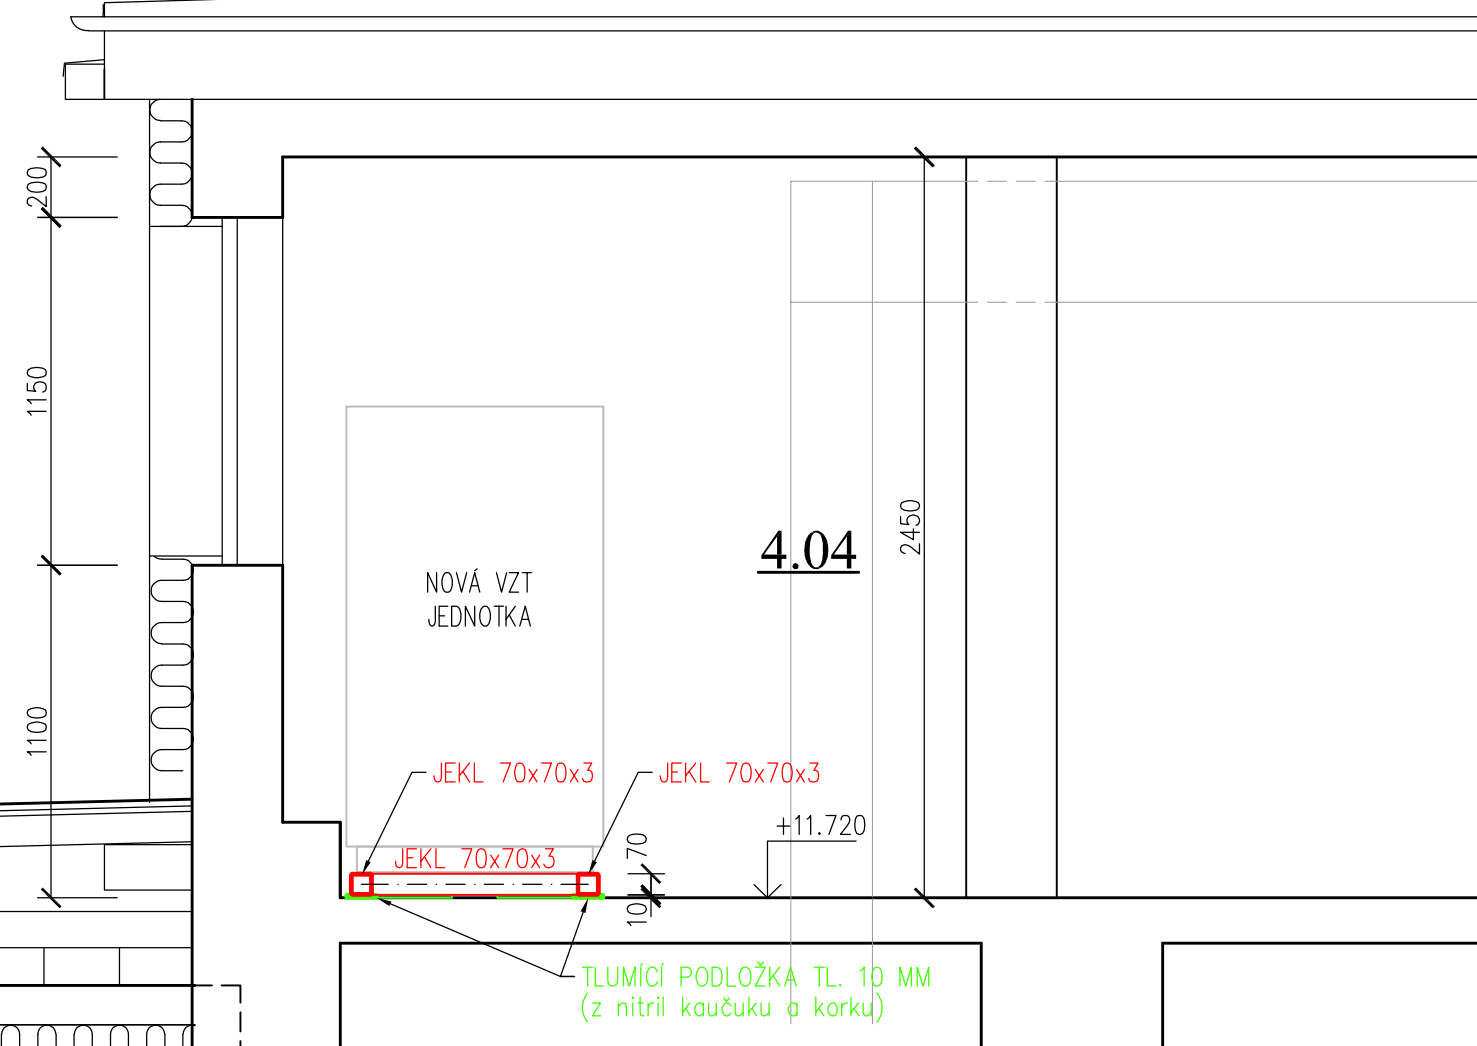 200
1150
1100
NOVÁ VZT
JEDNOTKA
4.04
2450
JEKL 70x70x3
JEKL 70x70x3
+11.720
70
JEKL 70x70x3
10
TLUMÍCÍ PODLOŽKA TL. 10 MM
(z nitril kaučuku a korku)